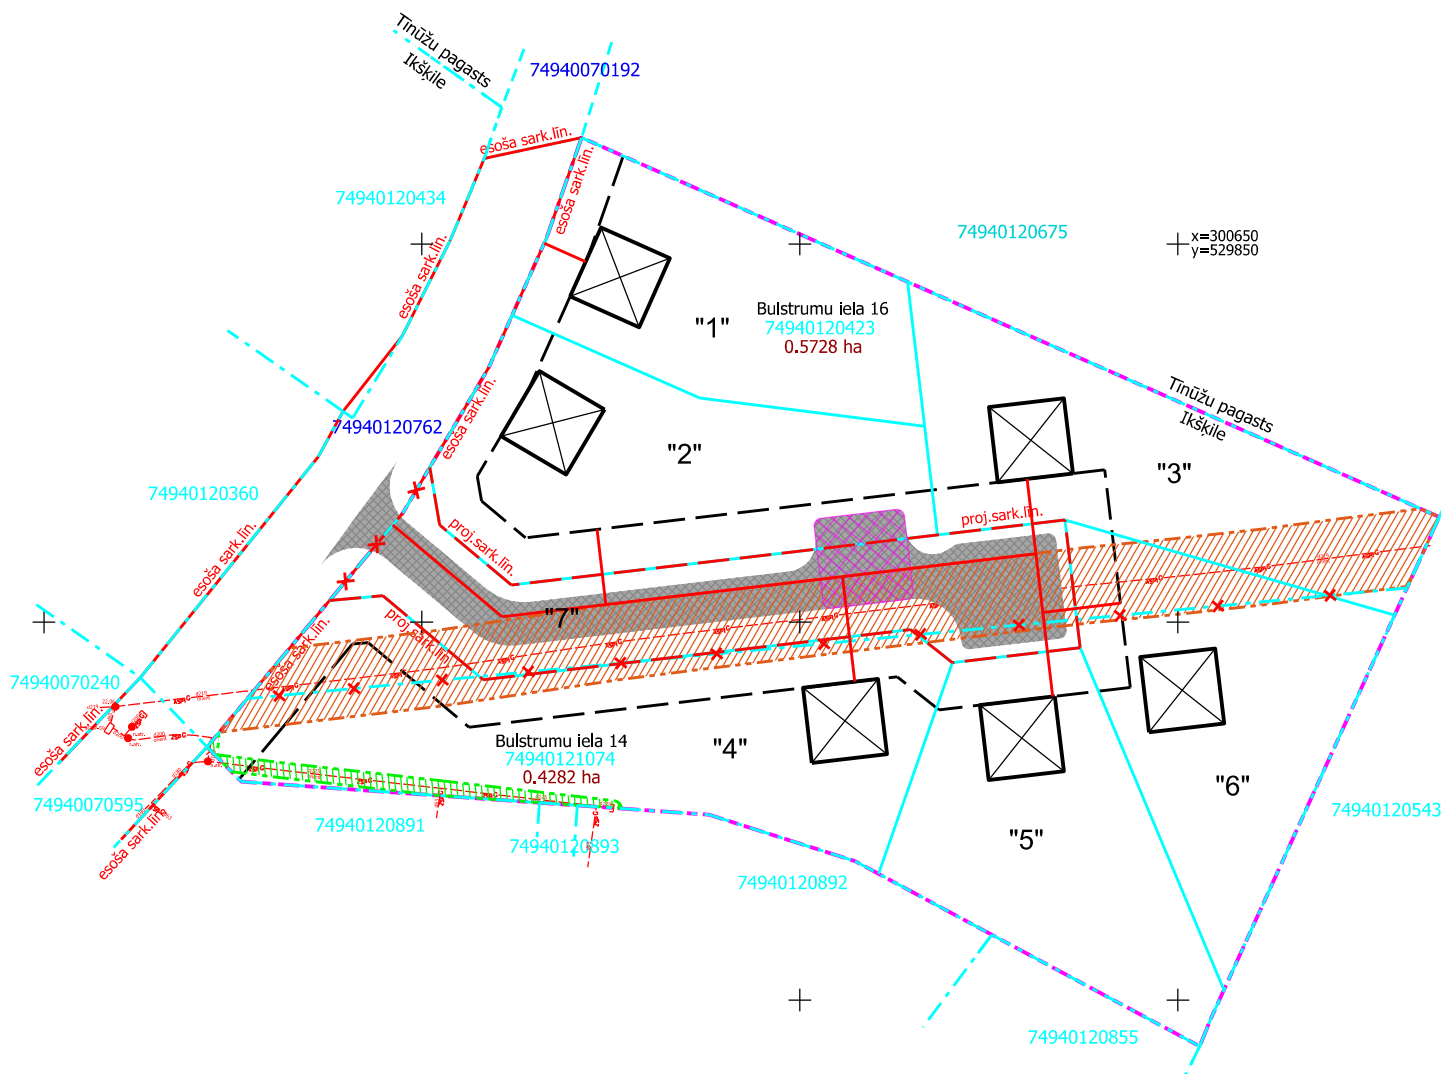 Tīnūžu pagasts
Ikšķile
74940070192
esoša sark.līn.
esoša sark.līn.
74940120434
74940120675
x=300650
y=529850
esoša sark.līn.
Bulstrumu iela 16
"1"
74940120423
0.5728 ha
Tīnūžu pagasts
Ikšķile
esoša sark.līn.
74940120762
"2"
"3"
74940120360
proj.sark.līn.
proj.sark.līn.
esoša sark.līn.
"7"
proj.sark.līn.
esoša sark.līn.
74940070240
esoša sark.līn.
Bulstrumu iela 14
"4"
74940121074
0.4282 ha
"6"
74940070595
74940120891
74940120543
esoša sark.līn.
"5"
74940120893
74940120892
74940120855